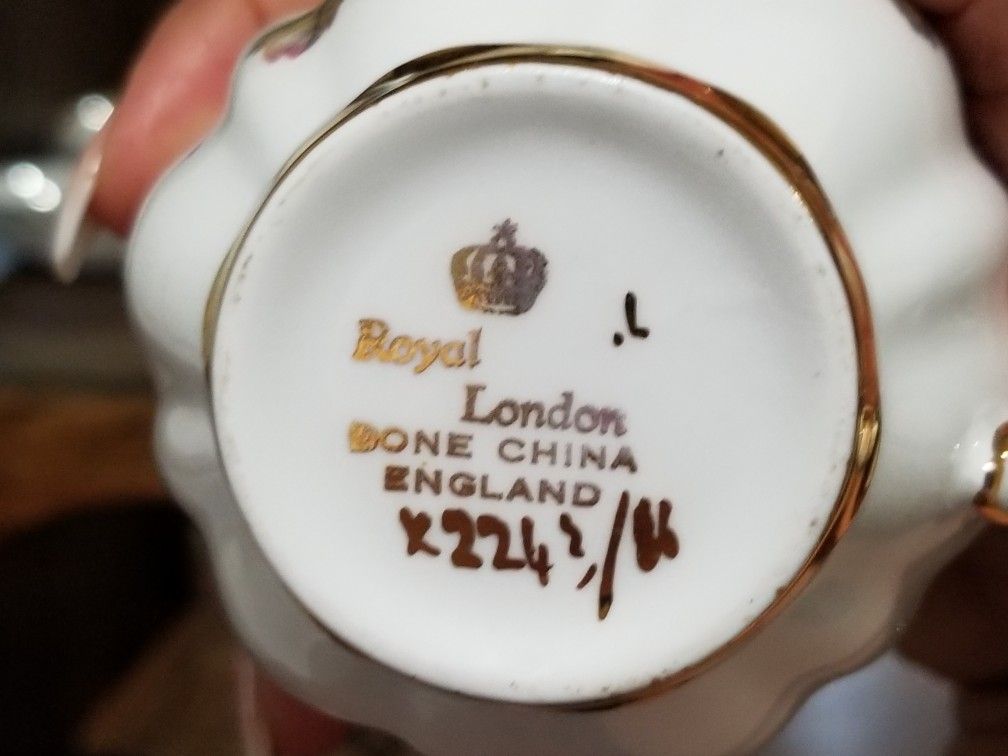 .L
Royal
London
BONE CHINA
ENGLAND